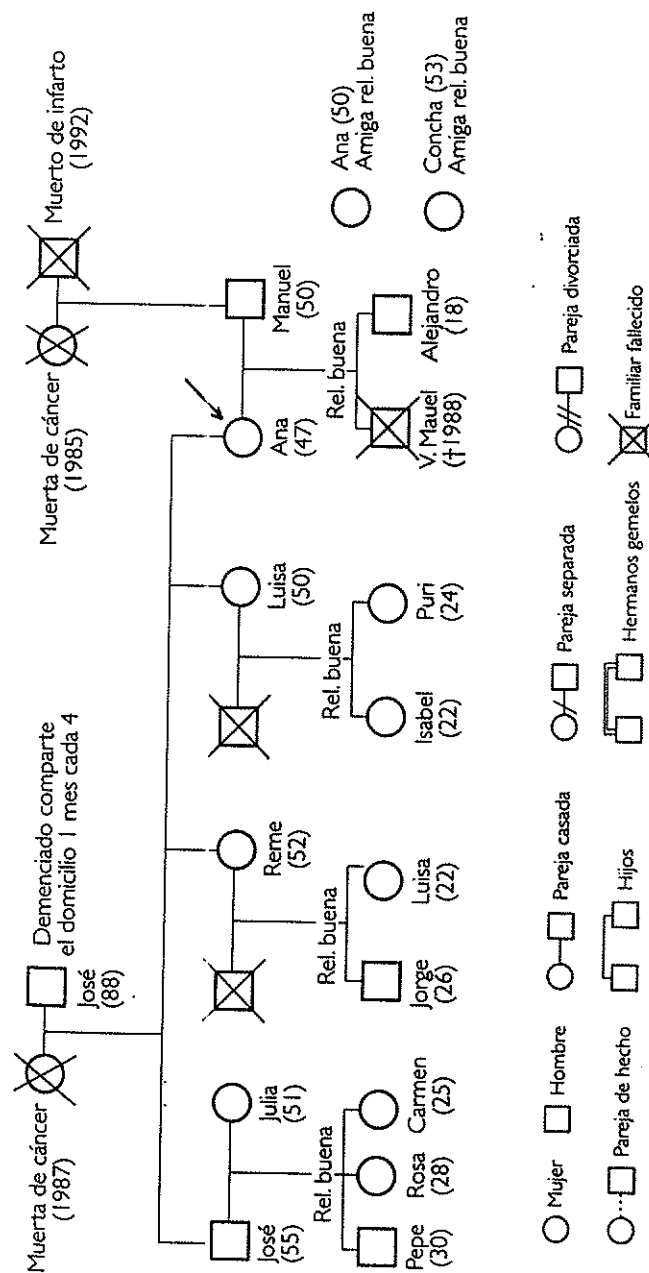 Muerta de cáncer
(1987)
José
(88)
Demenciado comparte
el domicilio 1 mes cada 4
Muerta de cáncer
(1985)
Muerto de infarto
(1992)
José
(55)
Julia
(51)
Reme
(52)
Luisa
(50)
Ana
(47)
Manuel
(50)
Rel. buena
Rel. buena
Rel. buena
Rel. buena
Pepe
(30)
Rosa
(28)
Carmen
(25)
Jorge
(26)
Luisa
(22)
Isabel
(22)
Puri
(24)
V. Mauel
(†1988)
Alejandro
(18)
Ana (50)
Amiga rel. buena
Concha (53)
Amiga rel. buena
Mujer
Hombre
Pareja casada
Pareja separada
Pareja divorciada
Pareja de hecho
Hijos
Hermanos gemelos
Familiar fallecido